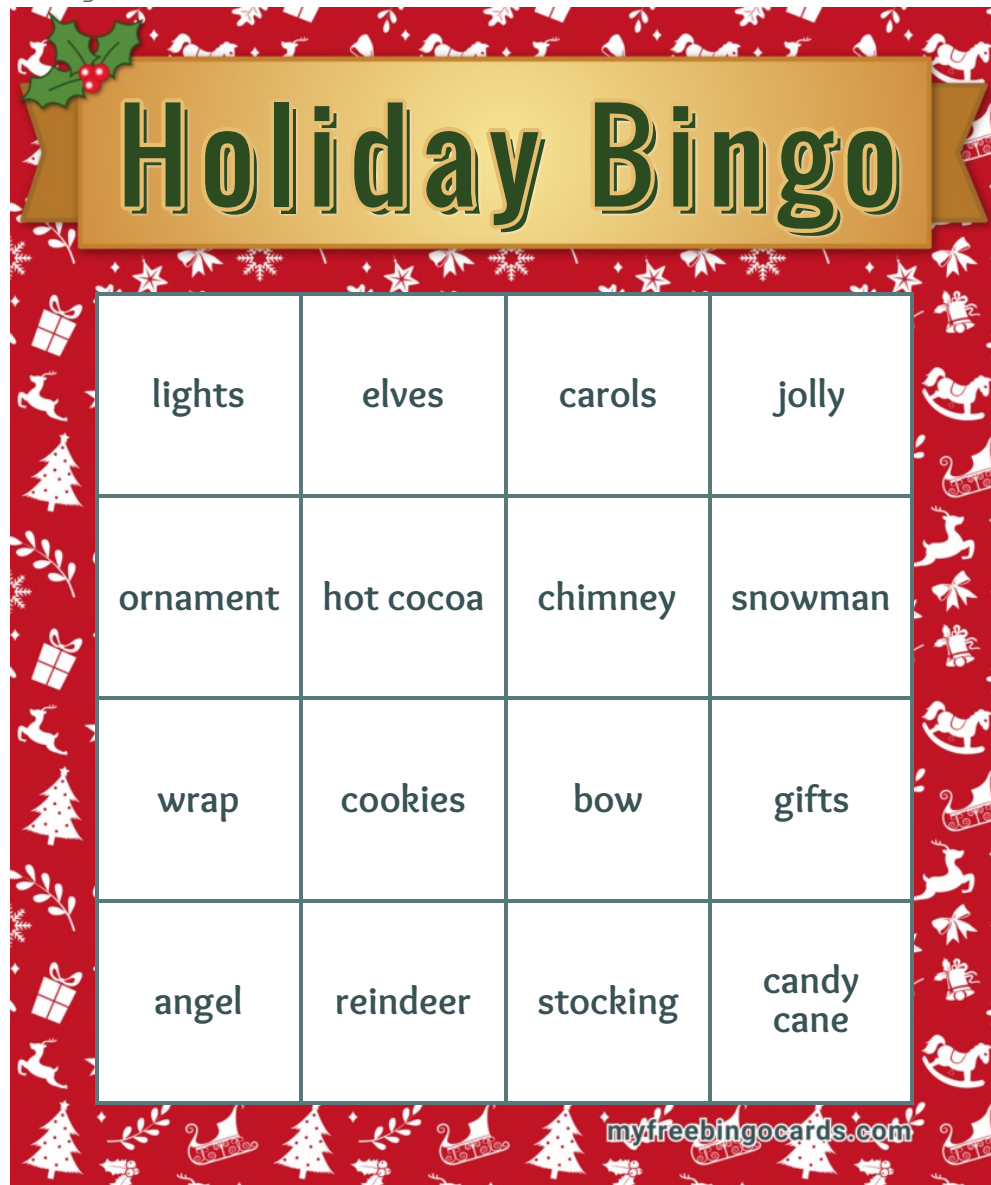 Holiday Bingo
lights elves carols jolly
ornament hot cocoa chimney snowman
wrap cookies bow gifts
angel reindeer stocking candy cane
myfreebingocards.com